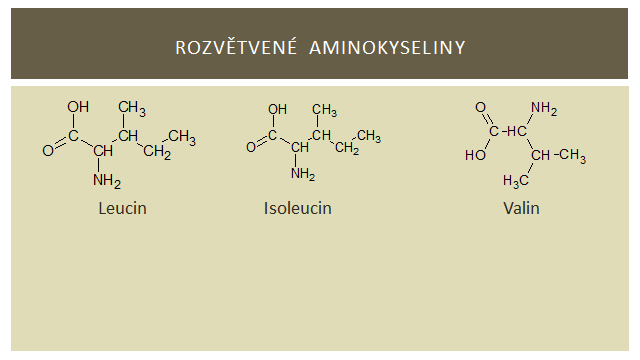 ROZVĚTVENÉ AMINOKYSELINY
OH CH3
C CH CH3
O CH CH2
NH2
Leucin
OH CH3
C CH CH3
O CH CH2
NH2
Isoleucin
O NH2
C-HC
HO CH-CH3
H3C
Valin